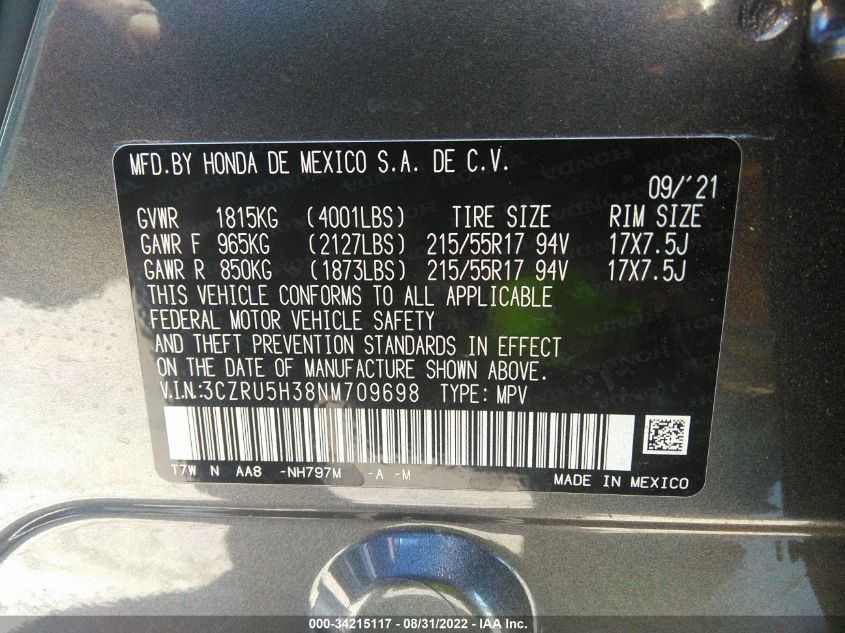 MFD.BY HONDA DE MEXICO S.A. DE C.V.
09/'21
GVWR 1815KG (4001LBS) TIRE SIZE RIM SIZE
GAWR F 965KG (2127LBS) 215/55R17 94V 17X7.5J
GAWR R 850KG (1873LBS) 215/55R17 94V 17X7.5J
THIS VEHICLE CONFORMS TO ALL APPLICABLE
FEDERAL MOTOR VEHICLE SAFETY
AND THEFT PREVENTION STANDARDS IN EFFECT
ON THE DATE OF MANUFACTURE SHOWN ABOVE.
V.I.N.:3CZRU5H38NM709698 TYPE: MPV
T7W N AA8 -NH797M -A -M
MADE IN MEXICO
000-34215117 - 08/31/2022 - IAA Inc.